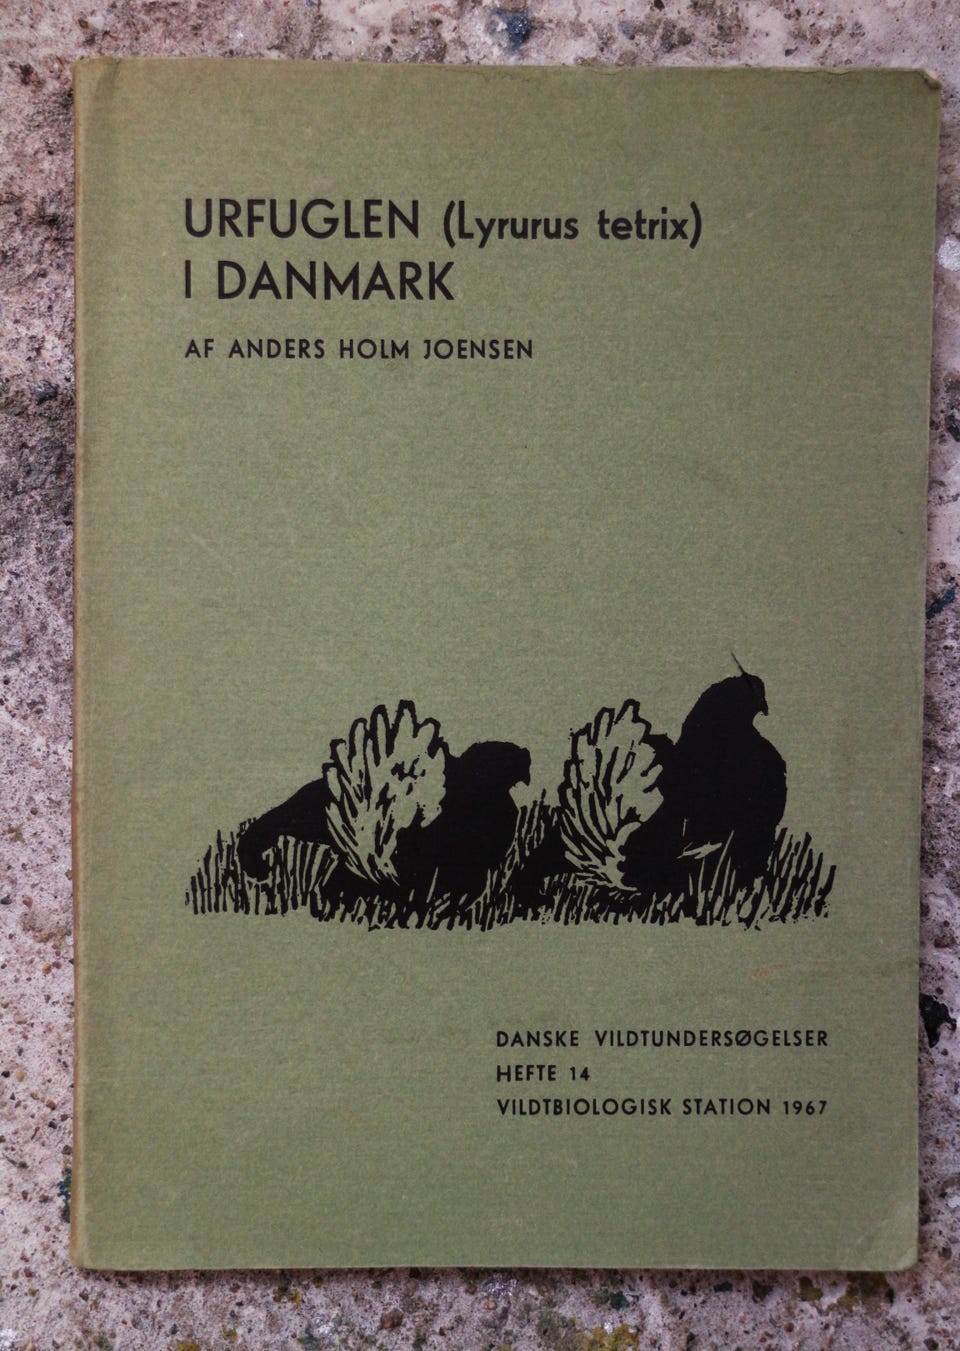 URFUGLEN (Lyrurus tetrix)
I DANMARK
AF ANDERS HOLM JOENSEN
DANSKE VILDTUNDERSØGELSER
HEFTE 14
VILDTBIOLOGISK STATION 1967